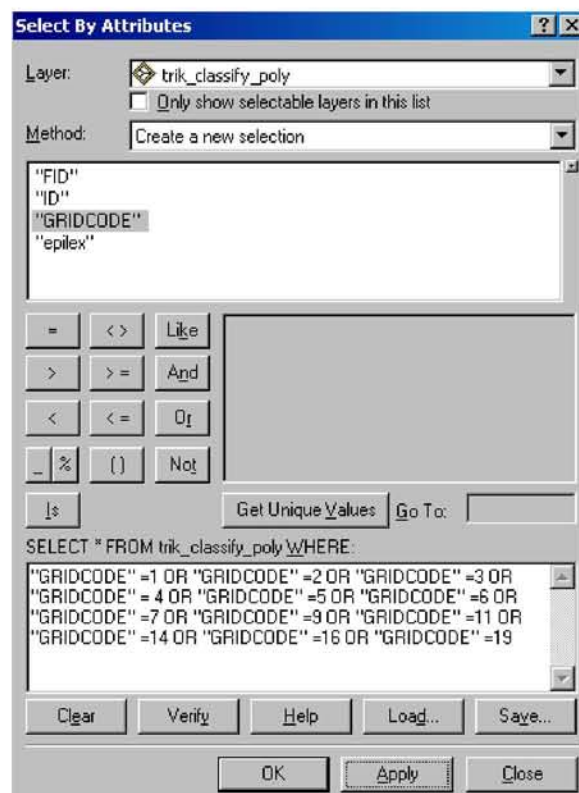 Select By Attributes
Layer: trik_classify_poly
Only show selectable layers in this list
Method: Create a new selection
"FID"
"ID"
"GRIDCODE"
"epilex"
= < > Like
> > = And
< < = Or
_ % () Not
Is Get Unique Values Go To:
SELECT * FROM trik_classify_poly WHERE:
"GRIDCODE" =1 OR "GRIDCODE" =2 OR "GRIDCODE" =3 OR
"GRIDCODE" = 4 OR "GRIDCODE" =5 OR "GRIDCODE" =6 OR
"GRIDCODE" =7 OR "GRIDCODE" =9 OR "GRIDCODE" =11 OR
"GRIDCODE" =14 OR "GRIDCODE" =16 OR "GRIDCODE" =19
Clear Verify Help Load... Save...
OK Apply Close